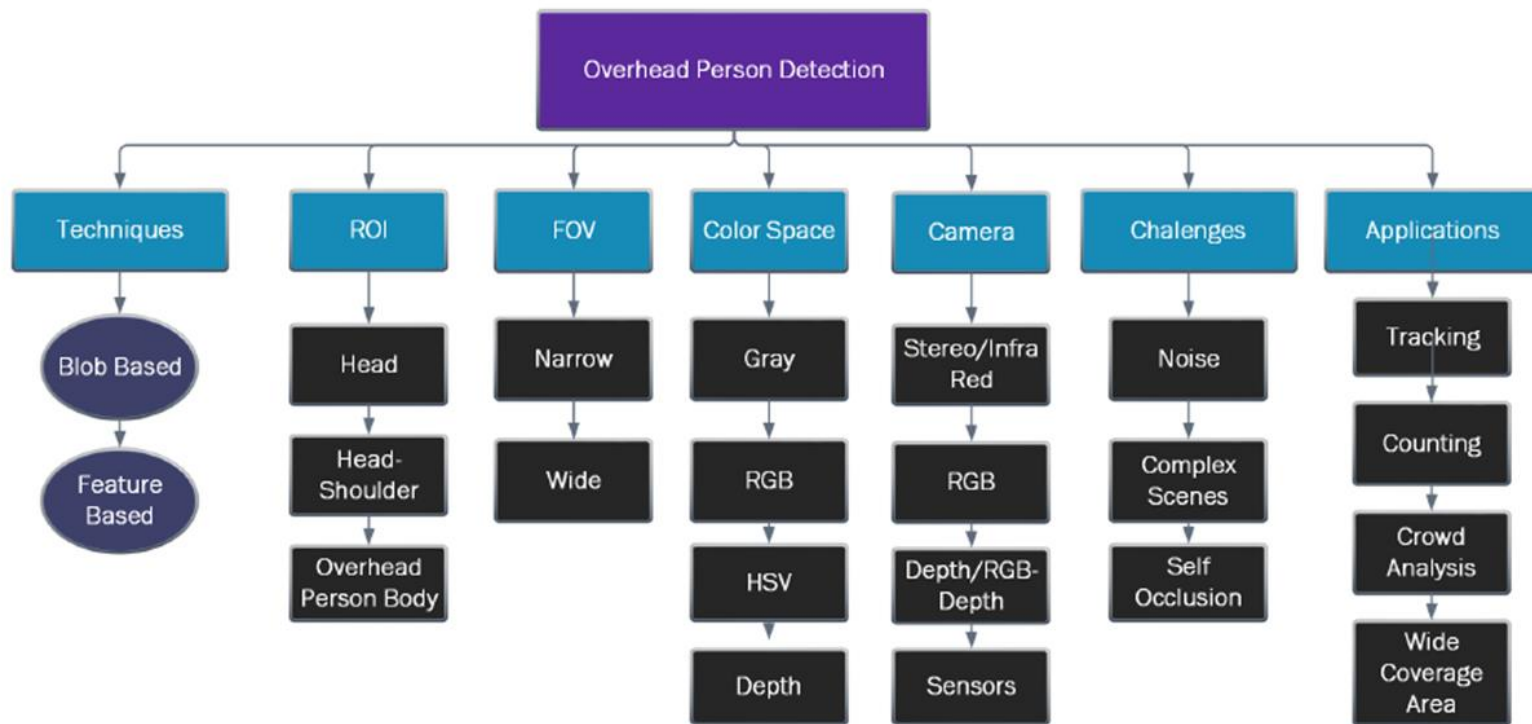 Overhead Person Detection
Techniques
ROI
FOV
Color Space
Camera
Chalenges
Applications
Blob Based
Feature
Based
Head
Head-
Shoulder
Overhead
Person Body
Narrow
Wide
Gray
RGB
HSV
Depth
Stereo/Infra
Red
RGB
Depth/RGB-
Depth
Sensors
Noise
Complex
Scenes
Self
Occlusion
Tracking
Counting
Crowd
Analysis
Wide
Coverage
Area